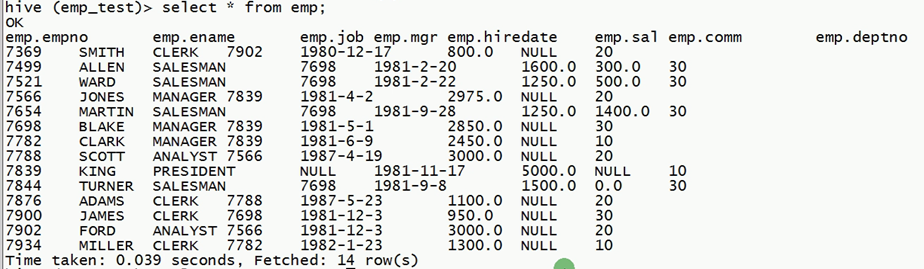 hive (emp_test)> select * from emp;
OK
emp.empno emp.ename emp.job emp.mgr emp.hiredate emp.sal emp.comm emp.deptno
7369 SMITH CLERK 7902 1980-12-17 800.0 NULL 20
7499 ALLEN SALESMAN 7698 1981-2-20 1600.0 300.0 30
7521 WARD SALESMAN 7698 1981-2-22 1250.0 500.0 30
7566 JONES MANAGER 7839 1981-4-2 2975.0 NULL 20
7654 MARTIN SALESMAN 7698 1981-9-28 1250.0 1400.0 30
7698 BLAKE MANAGER 7839 1981-5-1 2850.0 NULL 30
7782 CLARK MANAGER 7839 1981-6-9 2450.0 NULL 10
7788 SCOTT ANALYST 7566 1987-4-19 3000.0 NULL 20
7839 KING PRESIDENT NULL 1981-11-17 5000.0 NULL 10
7844 TURNER SALESMAN 7698 1981-9-8 1500.0 0.0 30
7876 ADAMS CLERK 7788 1987-5-23 1100.0 NULL 20
7900 JAMES CLERK 7698 1981-12-3 950.0 NULL 30
7902 FORD ANALYST 7566 1981-12-3 3000.0 NULL 20
7934 MILLER CLERK 7782 1982-1-23 1300.0 NULL 10
Time taken: 0.039 seconds, Fetched: 14 row(s)